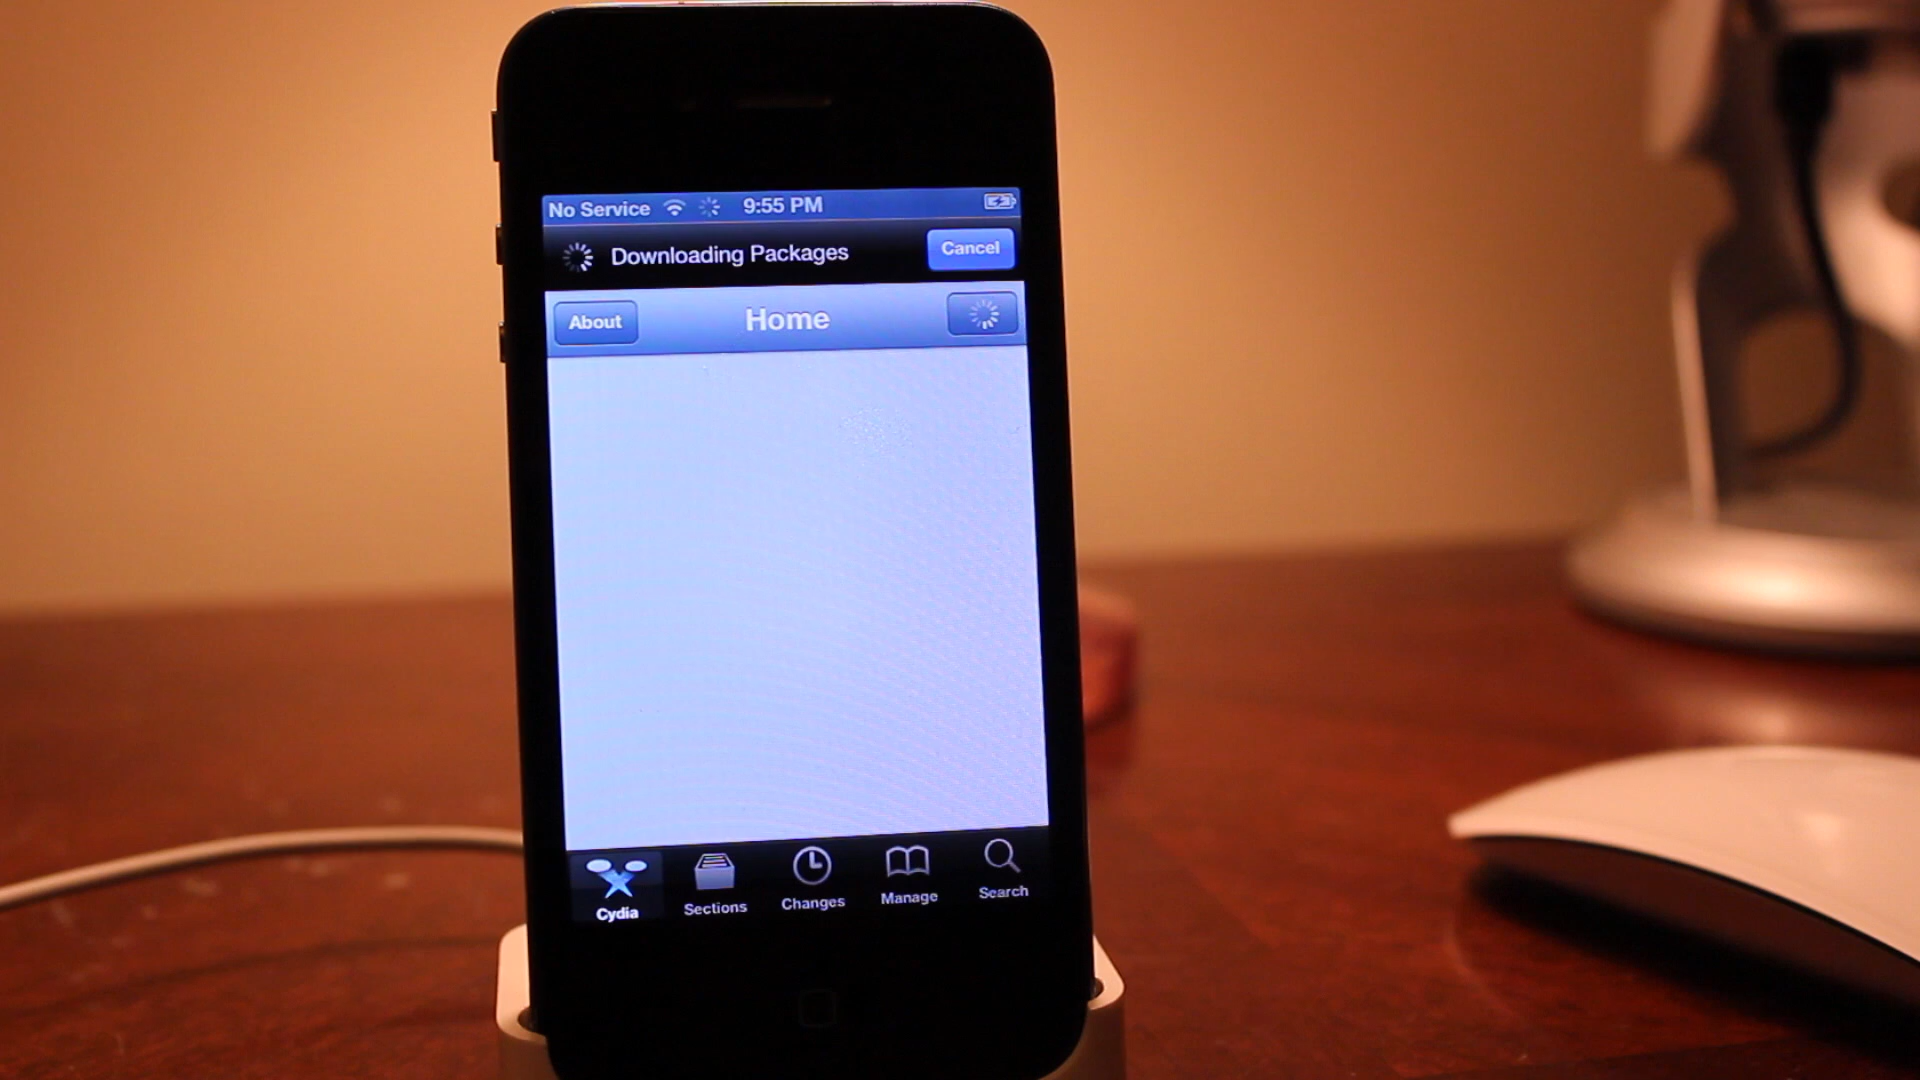 No Service 9:55 PM
Downloading Packages Cancel
About Home
Cydia Sections Changes Manage Search